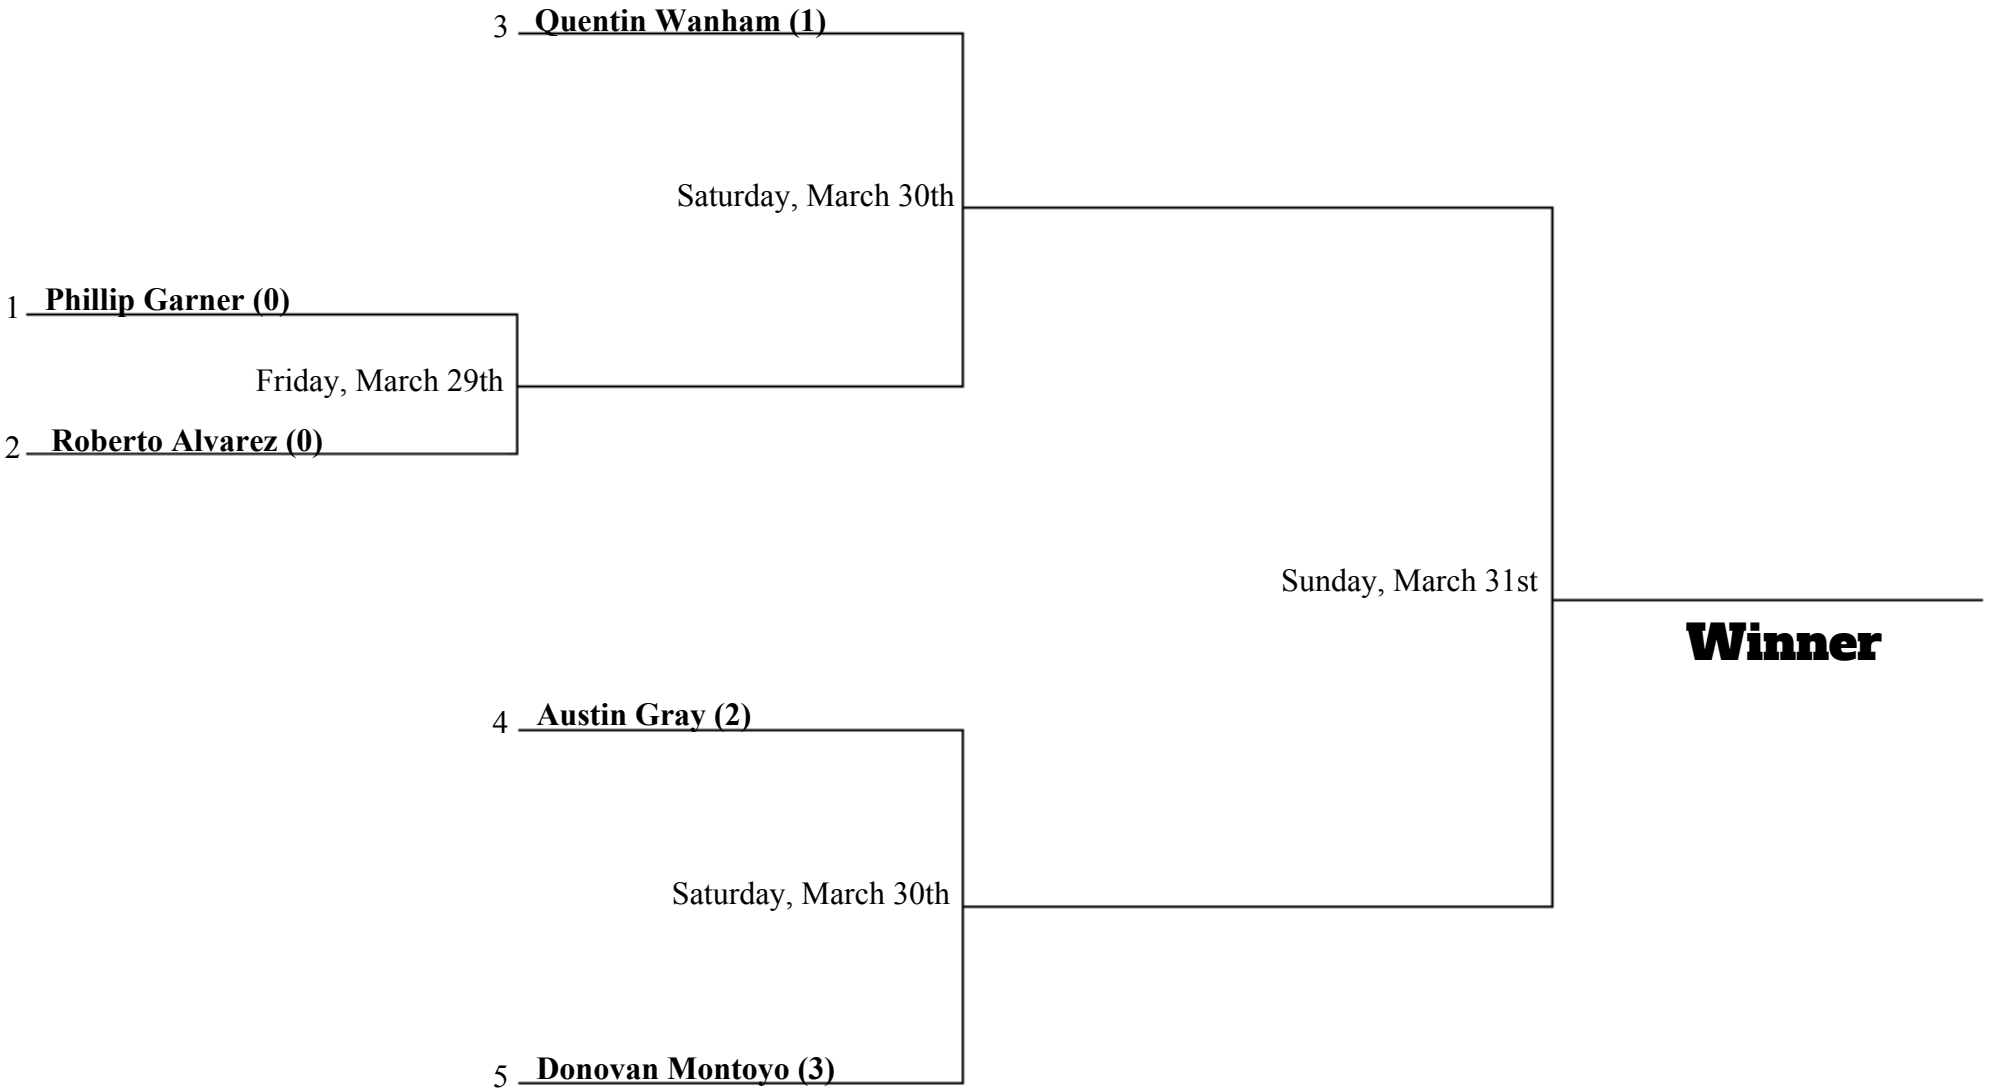 3 Quentin Wanham (1)
Saturday, March 30th
1 Phillip Garner (0)
Friday, March 29th
2 Roberto Alvarez (0)
Sunday, March 31st
Winner
4 Austin Gray (2)
Saturday, March 30th
5 Donovan Montoyo (3)